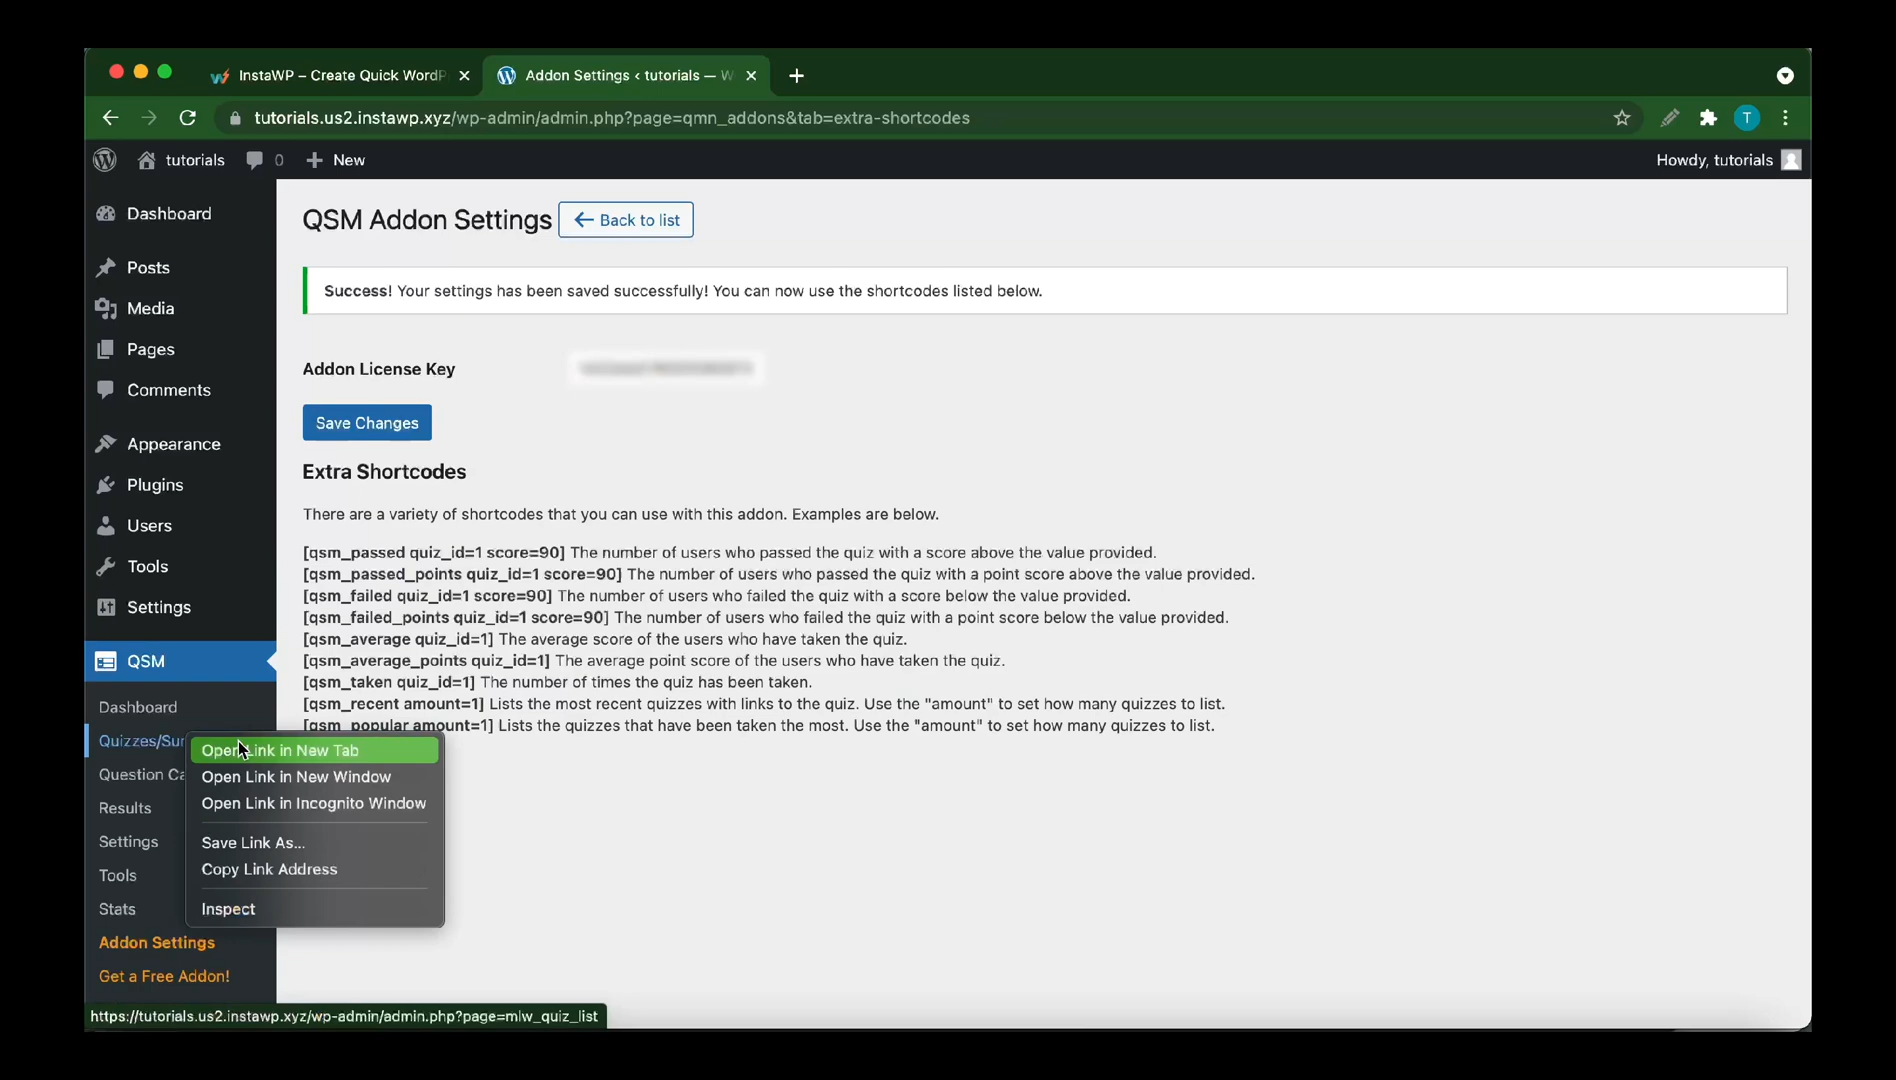 InstaWP – Create Quick WordP
Addon Settings ‹ tutorials — W
tutorials.us2.instawp.xyz/wp-admin/admin.php?page=qmn_addons&tab=extra-shortcodes
T
tutorials
0
New
Howdy, tutorials
Dashboard
Posts
Media
Pages
Comments
Appearance
Plugins
Users
Tools
Settings
QSM
Dashboard
Quizzes/Sur
Question Ca
Results
Settings
Tools
Stats
Addon Settings
Get a Free Addon!
QSM Addon Settings
Back to list
Success! Your settings has been saved successfully! You can now use the shortcodes listed below.
Addon License Key
Save Changes
Extra Shortcodes
There are a variety of shortcodes that you can use with this addon. Examples are below.
[qsm_passed quiz_id=1 score=90] The number of users who passed the quiz with a score above the value provided.
[qsm_passed_points quiz_id=1 score=90] The number of users who passed the quiz with a point score above the value provided.
[qsm_failed quiz_id=1 score=90] The number of users who failed the quiz with a score below the value provided.
[qsm_failed_points quiz_id=1 score=90] The number of users who failed the quiz with a point score below the value provided.
[qsm_average quiz_id=1] The average score of the users who have taken the quiz.
[qsm_average_points quiz_id=1] The average point score of the users who have taken the quiz.
[qsm_taken quiz_id=1] The number of times the quiz has been taken.
[qsm_recent amount=1] Lists the most recent quizzes with links to the quiz. Use the "amount" to set how many quizzes to list.
[qsm_popular amount=1] Lists the quizzes that have been taken the most. Use the "amount" to set how many quizzes to list.
Open Link in New Tab
Open Link in New Window
Open Link in Incognito Window
Save Link As...
Copy Link Address
Inspect
https://tutorials.us2.instawp.xyz/wp-admin/admin.php?page=mlw_quiz_list